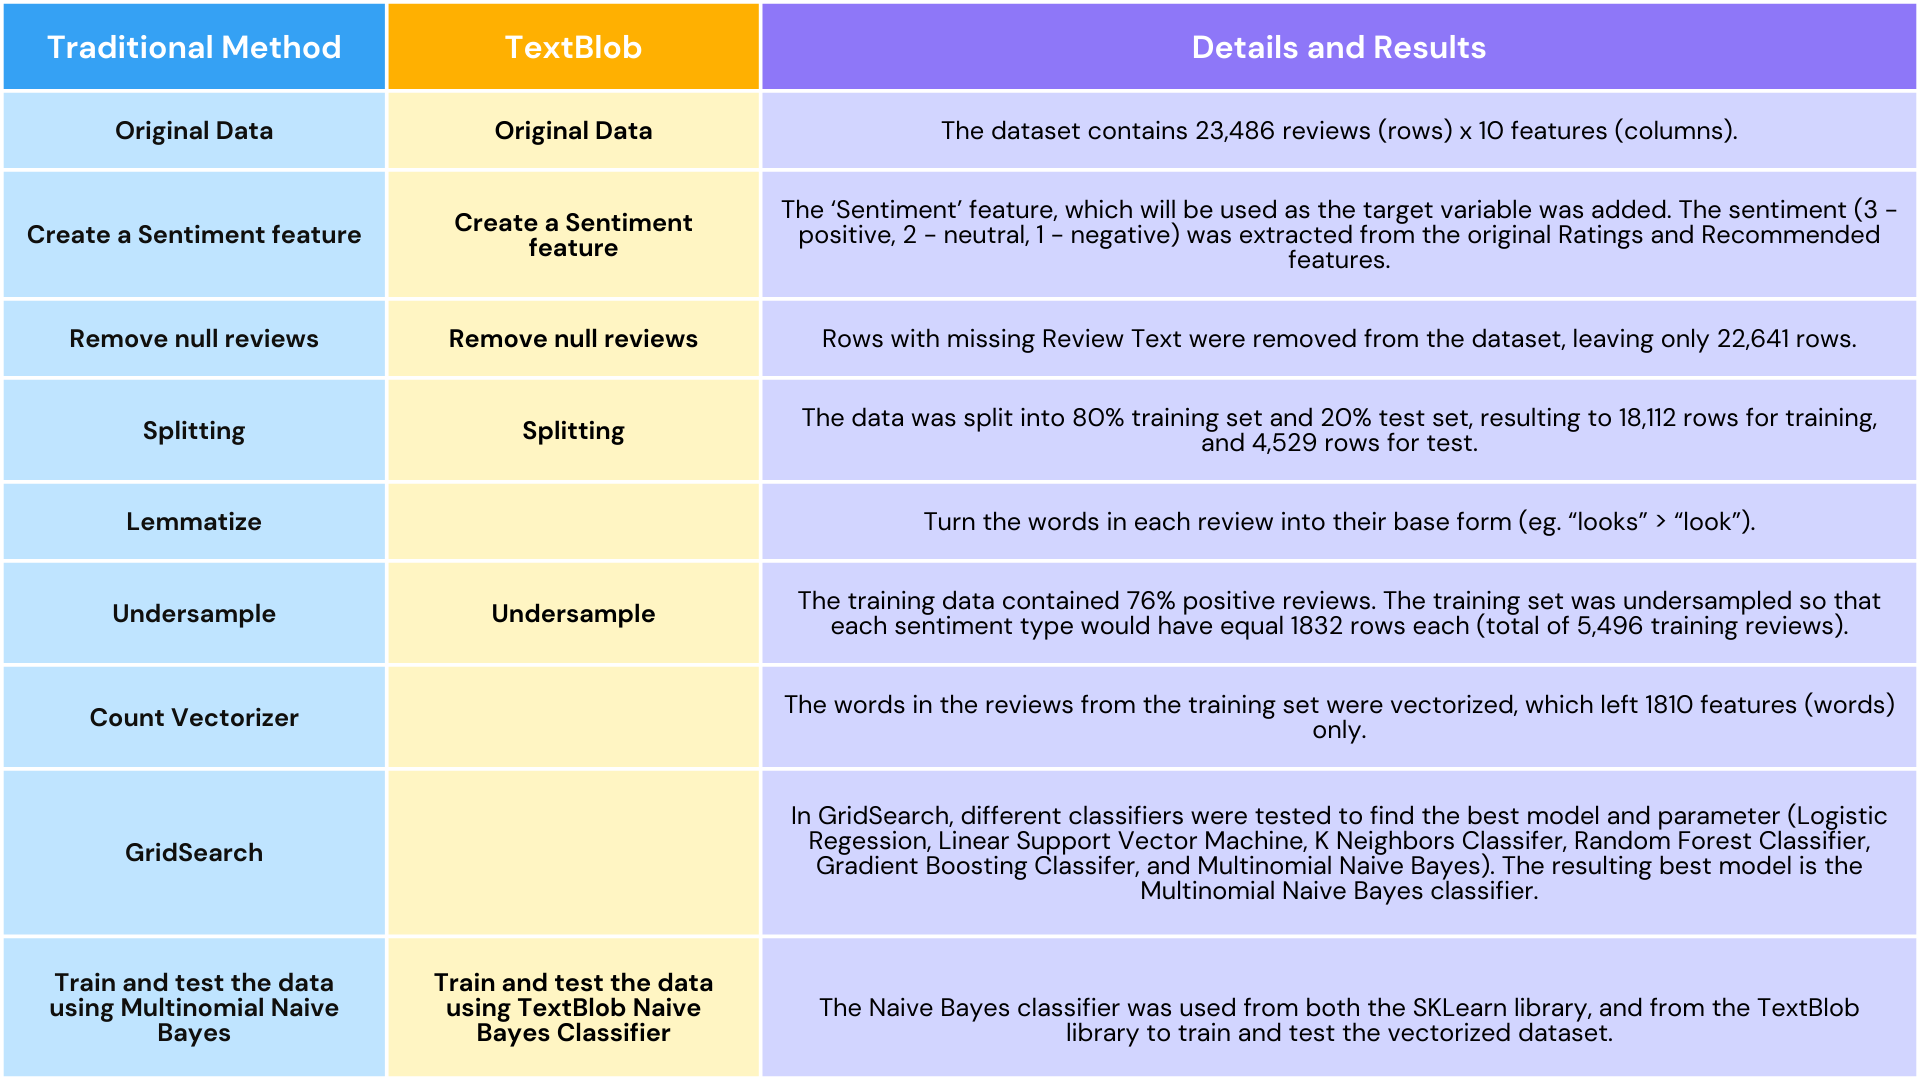 Traditional Method
TextBlob
Details and Results
Original Data
Original Data
The dataset contains 23,486 reviews (rows) x 10 features (columns).
Create a Sentiment feature
Create a Sentiment
feature
The ‘Sentiment’ feature, which will be used as the target variable was added. The sentiment (3 -
positive, 2 - neutral, 1 - negative) was extracted from the original Ratings and Recommended
features.
Remove null reviews
Remove null reviews
Rows with missing Review Text were removed from the dataset, leaving only 22,641 rows.
Splitting
Splitting
The data was split into 80% training set and 20% test set, resulting to 18,112 rows for training,
and 4,529 rows for test.
Lemmatize
Turn the words in each review into their base form (eg. “looks” > “look”).
Undersample
Undersample
The training data contained 76% positive reviews. The training set was undersampled so that
each sentiment type would have equal 1832 rows each (total of 5,496 training reviews).
Count Vectorizer
The words in the reviews from the training set were vectorized, which left 1810 features (words)
only.
GridSearch
In GridSearch, different classifiers were tested to find the best model and parameter (Logistic
Regression, Linear Support Vector Machine, K Neighbors Classifer, Random Forest Classifier,
Gradient Boosting Classifer, and Multinomial Naive Bayes). The resulting best model is the
Multinomial Naive Bayes classifier.
Train and test the data
using Multinomial Naive
Bayes
Train and test the data
using TextBlob Naive
Bayes Classifier
The Naive Bayes classifier was used from both the SKLearn library, and from the TextBlob
library to train and test the vectorized dataset.